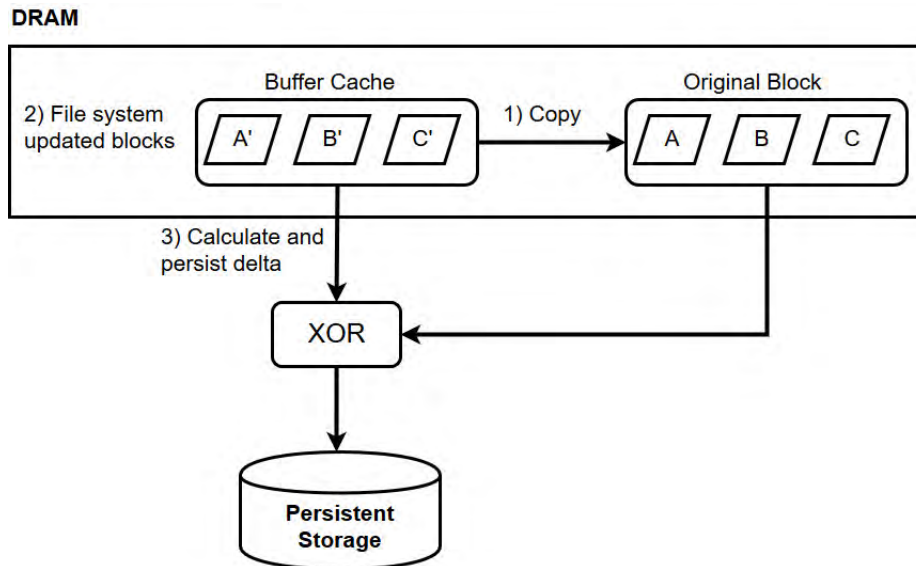 DRAM
Buffer Cache
Original Block
2) File system
updated blocks
A'
B'
C'
1) Copy
A
B
C
3) Calculate and
persist delta
XOR
Persistent
Storage